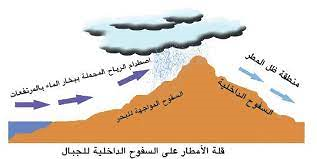 اصطدام الرياح المحملة ببخار الماء بالمرتفعات
منطقة ظل المطر
السفوح المواجهة للبحر
السفوح الداخلية
قلة الأمطار على السفوح الداخلية للجبال